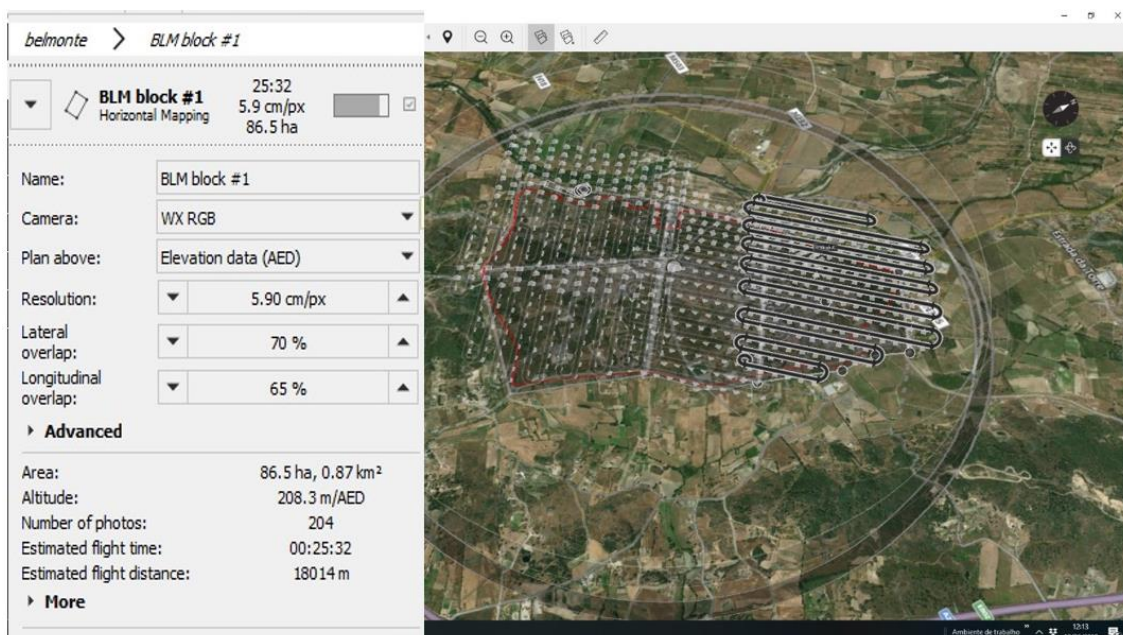 belmonte > BLM block #1
BLM block #1
Horizontal Mapping
25:32
5.9 cm/px
86.5 ha
Name: BLM block #1
Camera: WX RGB
Plan above: Elevation data (AED)
Resolution: 5.90 cm/px
Lateral
overlap: 70 %
Longitudinal
overlap: 65 %
Advanced
Area: 86.5 ha, 0.87 km²
Altitude: 208.3 m/AED
Number of photos: 204
Estimated flight time: 00:25:32
Estimated flight distance: 18014 m
More
Estrada da Torre
Ambiente de trabalho
12:13